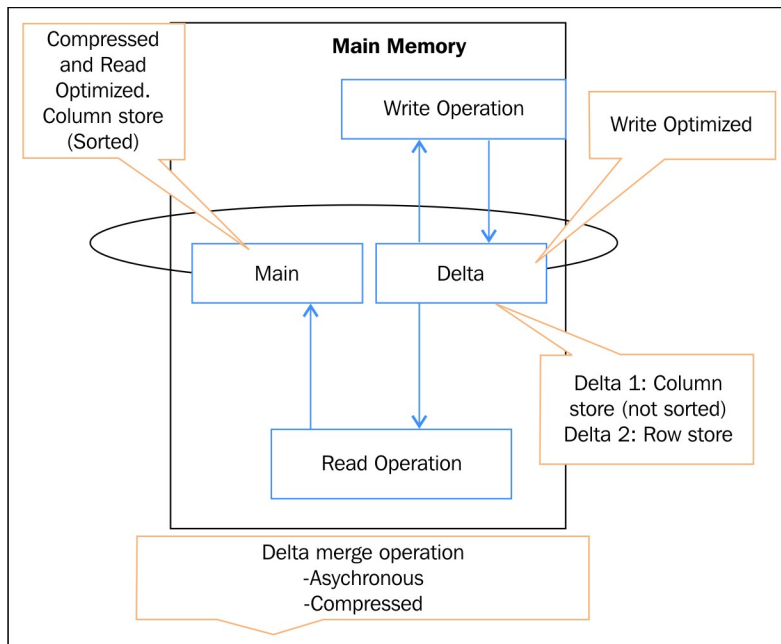 Compressed
and Read
Optimized.
Column store
(Sorted)
Main Memory
Write Operation
Write Optimized
Main
Delta
Delta 1: Column
store (not sorted)
Delta 2: Row store
Read Operation
Delta merge operation
-Asychronous
-Compressed